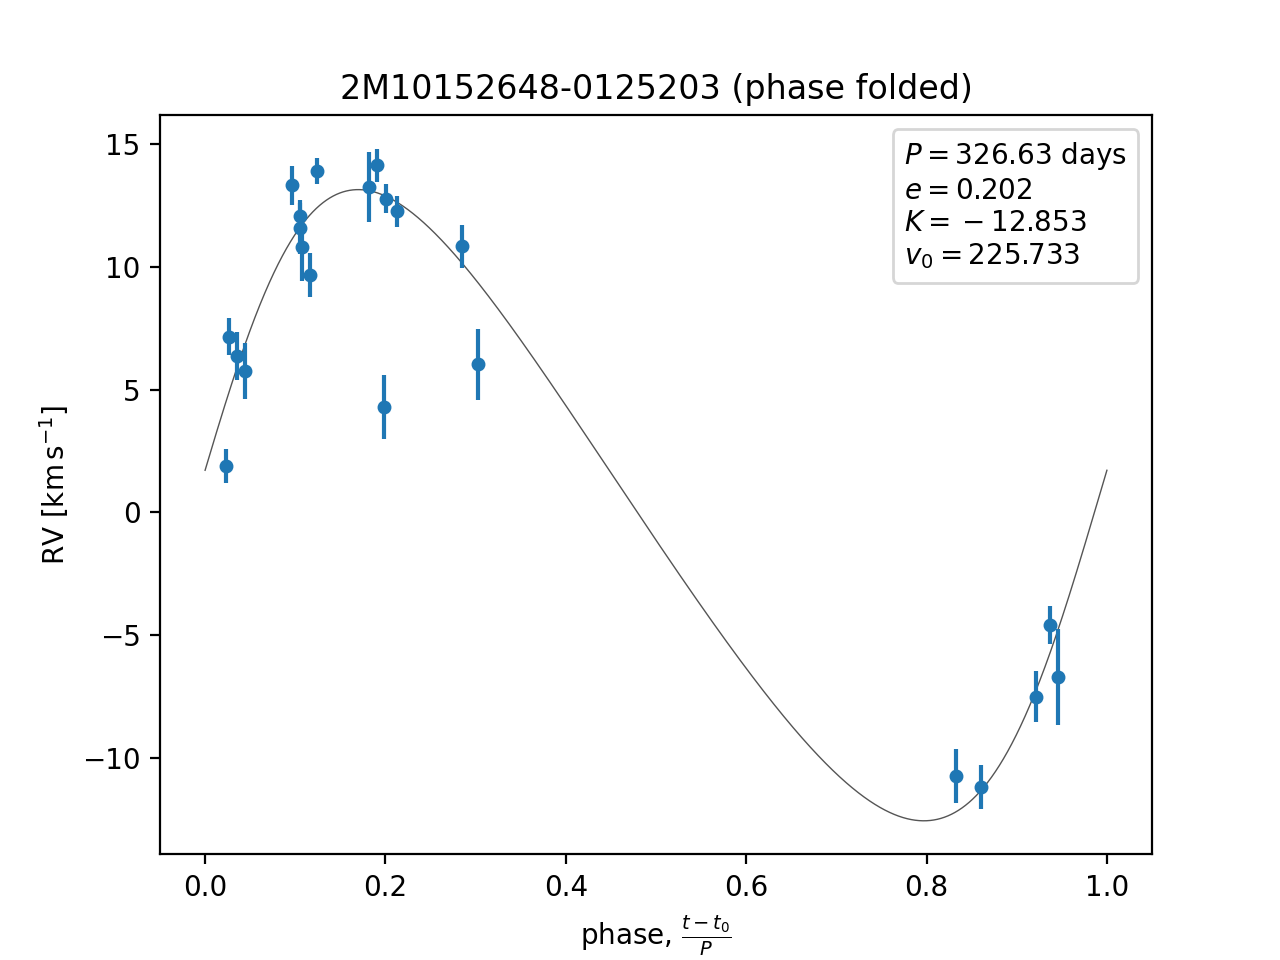 2M10152648-0125203 (phase folded)
P = 326.63 days
e = 0.202
K = −12.853
v₀ = 225.733
15
10
5
0
−5
−10
RV [km s⁻¹]
0.0 0.2 0.4 0.6 0.8 1.0
phase, (t − t₀)/P